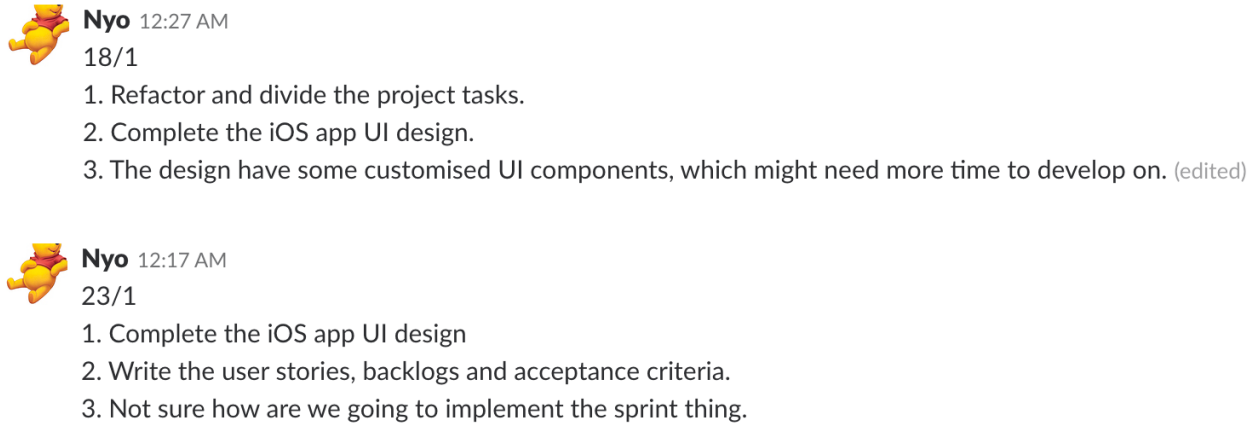 Nyo 12:27 AM
18/1
1. Refactor and divide the project tasks.
2. Complete the iOS app UI design.
3. The design have some customised UI components, which might need more time to develop on. (edited)
Nyo 12:17 AM
23/1
1. Complete the iOS app UI design
2. Write the user stories, backlogs and acceptance criteria.
3. Not sure how are we going to implement the sprint thing.